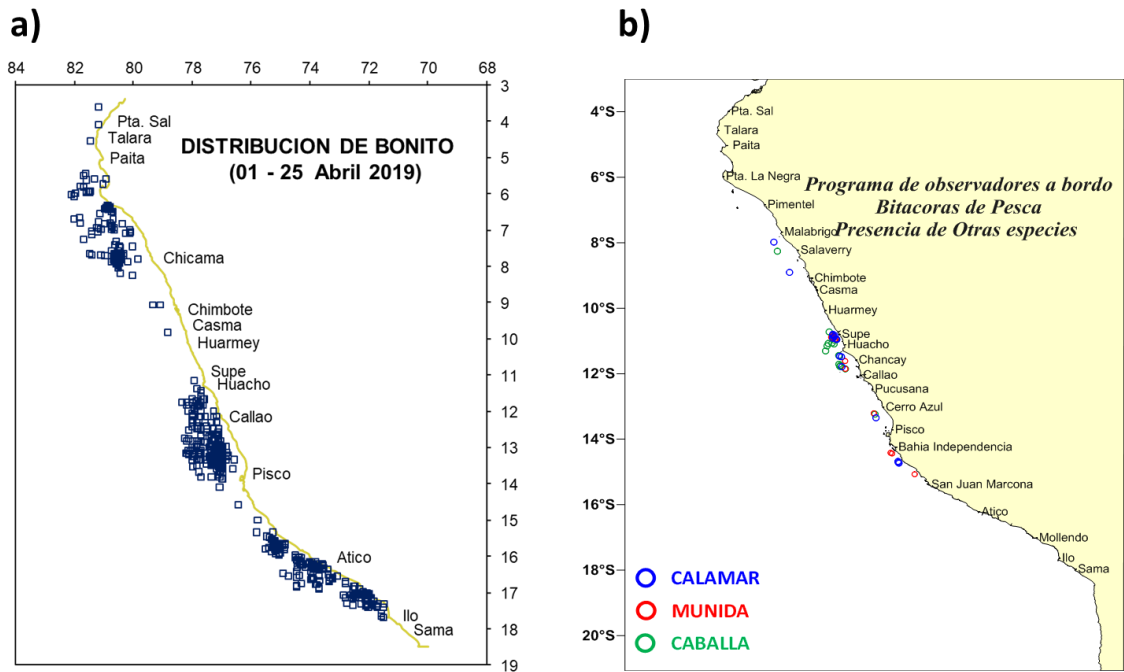 a)
84 82 80 77 75 74 72 70 68
3
4
5
6
7
8
9
10
11
12
13
14
15
16
17
18
19
DISTRIBUCION DE BONITO
(01 - 25 Abril 2019)
Pta. Sal
Talara
Paita
Chicama
Chimbote
Casma
Huarmey
Supe
Huacho
Callao
Pisco
Atico
Ilo
Sama
b)
4°S
6°S
8°S
10°S
12°S
14°S
16°S
18°S
20°S
Pta. Sal
Talara
Paita
Pta. La Negra
Pimentel
Malabrigo
Salaverry
Chimbote
Casma
Huarmey
Supe
Huacho
Chancay
Callao
Pucusana
Cerro Azul
Pisco
Bahia Independencia
San Juan Marcona
Atico
Mollendo
Ilo
Sama
Programa de observadores a bordo
Bitacoras de Pesca
Presencia de Otras especies
CALAMAR
MUNIDA
CABALLA